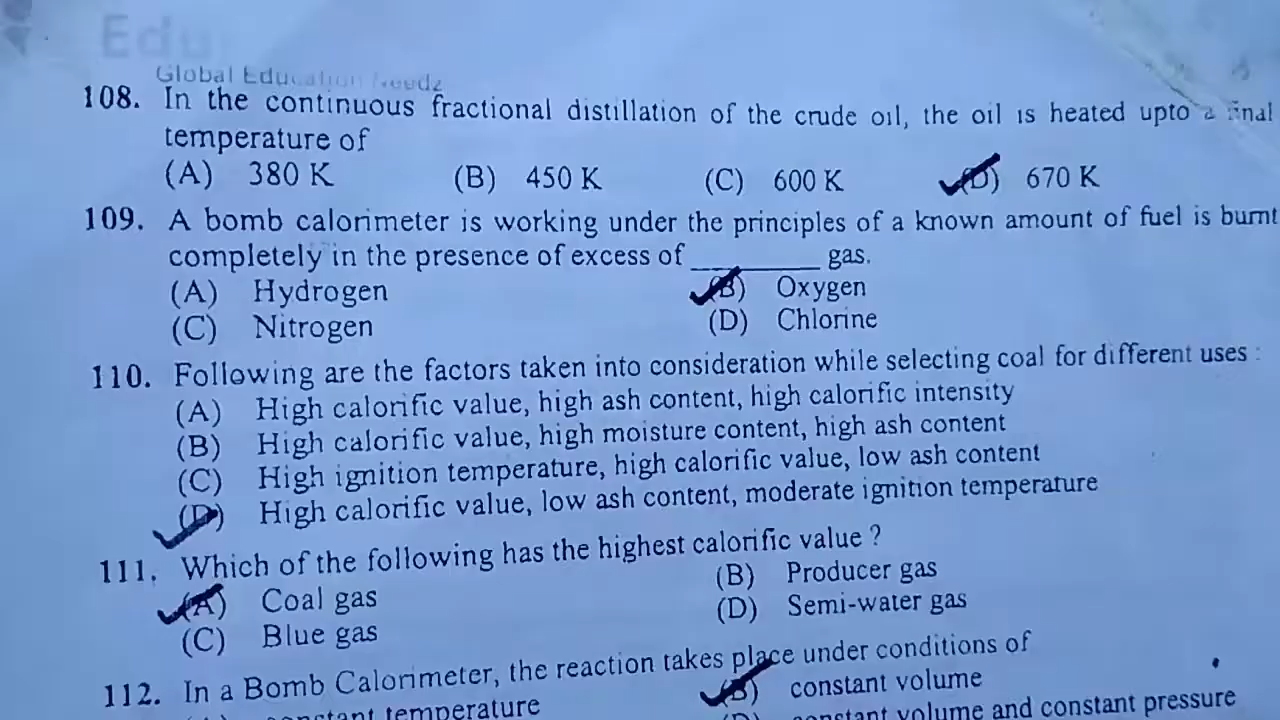 Edu
Global Education Needz
108. In the continuous fractional distillation of the crude oil, the oil is heated upto a final
temperature of
(A) 380 K (B) 450 K (C) 600 K (D) 670 K
109. A bomb calorimeter is working under the principles of a known amount of fuel is burnt
completely in the presence of excess of ________ gas.
(A) Hydrogen (B) Oxygen
(C) Nitrogen (D) Chlorine
110. Following are the factors taken into consideration while selecting coal for different uses :
(A) High calorific value, high ash content, high calorific intensity
(B) High calorific value, high moisture content, high ash content
(C) High ignition temperature, high calorific value, low ash content
(D) High calorific value, low ash content, moderate ignition temperature
111. Which of the following has the highest calorific value ?
(A) Coal gas (B) Producer gas
(C) Blue gas (D) Semi-water gas
112. In a Bomb Calorimeter, the reaction takes place under conditions of
constant temperature (B) constant volume
(D) constant volume and constant pressure